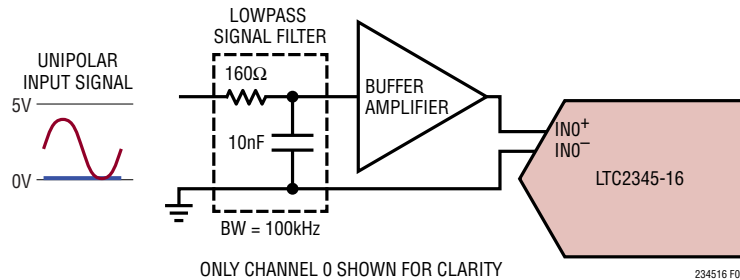 LOWPASS
SIGNAL FILTER
UNIPOLAR
INPUT SIGNAL
5V
0V
160Ω
10nF
BW = 100kHz
BUFFER
AMPLIFIER
IN0+
IN0–
LTC2345-16
ONLY CHANNEL 0 SHOWN FOR CLARITY
234516 F0